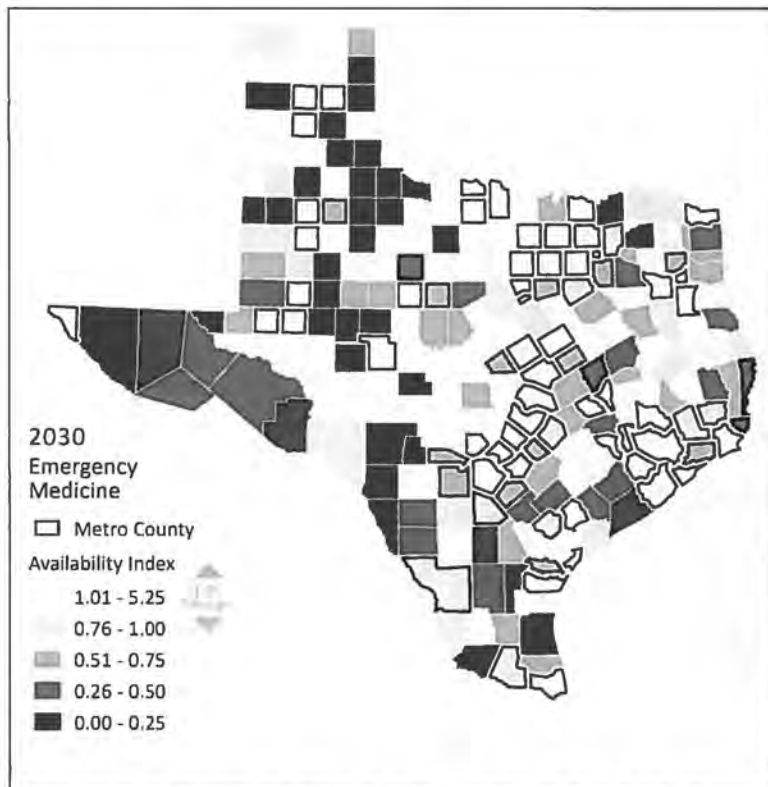 2030
Emergency
Medicine
Metro County
Availability Index
1.01 - 5.25
0.76 - 1.00
0.51 - 0.75
0.26 - 0.50
0.00 - 0.25